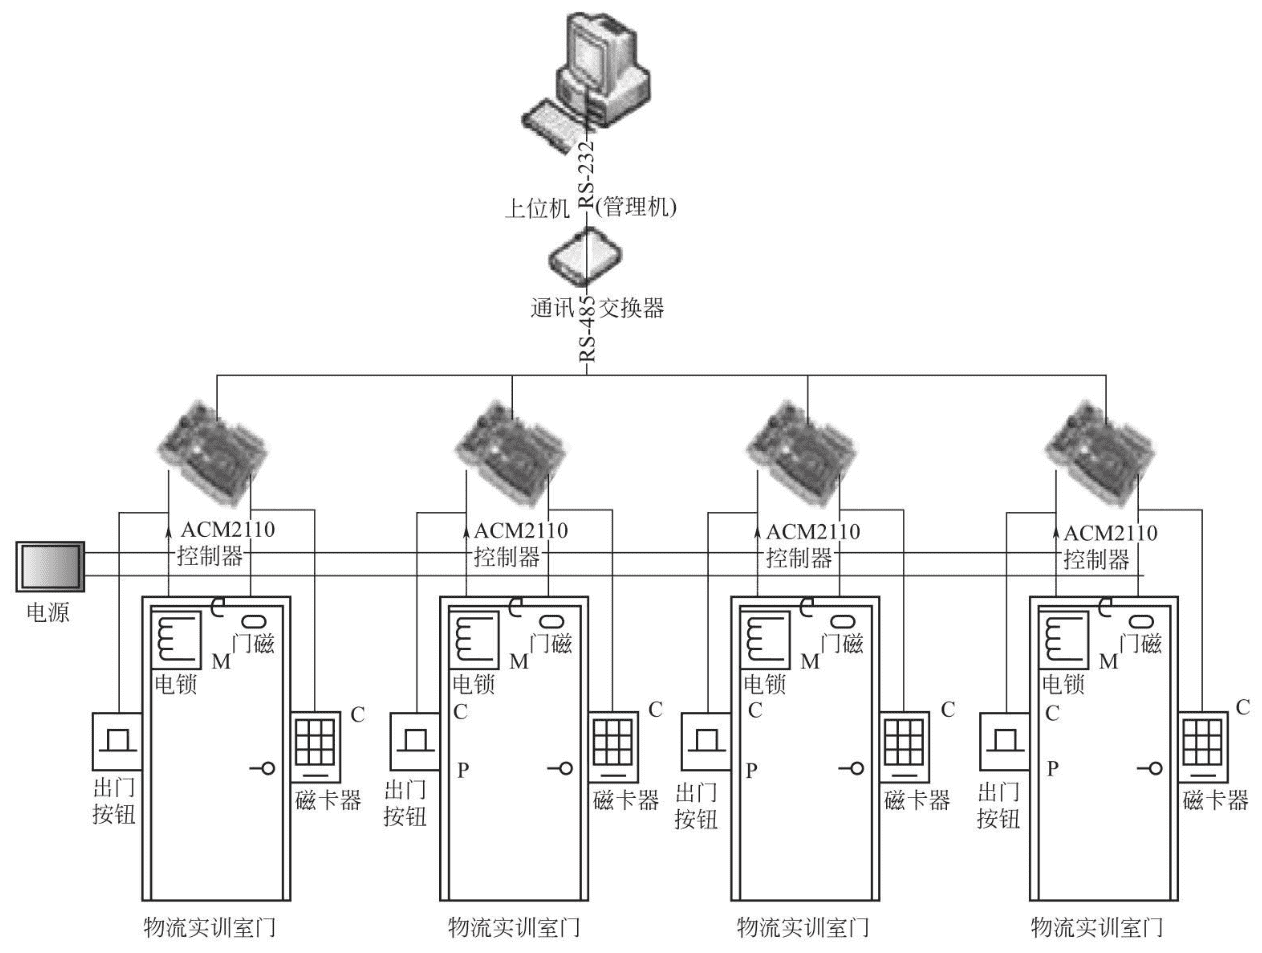 RS-232
上位机 (管理机)
通讯 交换器
RS-485
ACM2110 ACM2110 ACM2110 ACM2110
控制器 控制器 控制器 控制器
电源
门磁 门磁 门磁 门磁
M M M M
电锁 电锁 电锁 电锁
C C C C C C C
P P P
出门 出门 出门 出门
按钮 按钮 按钮 按钮
磁卡器 磁卡器 磁卡器 磁卡器
物流实训室门 物流实训室门 物流实训室门 物流实训室门